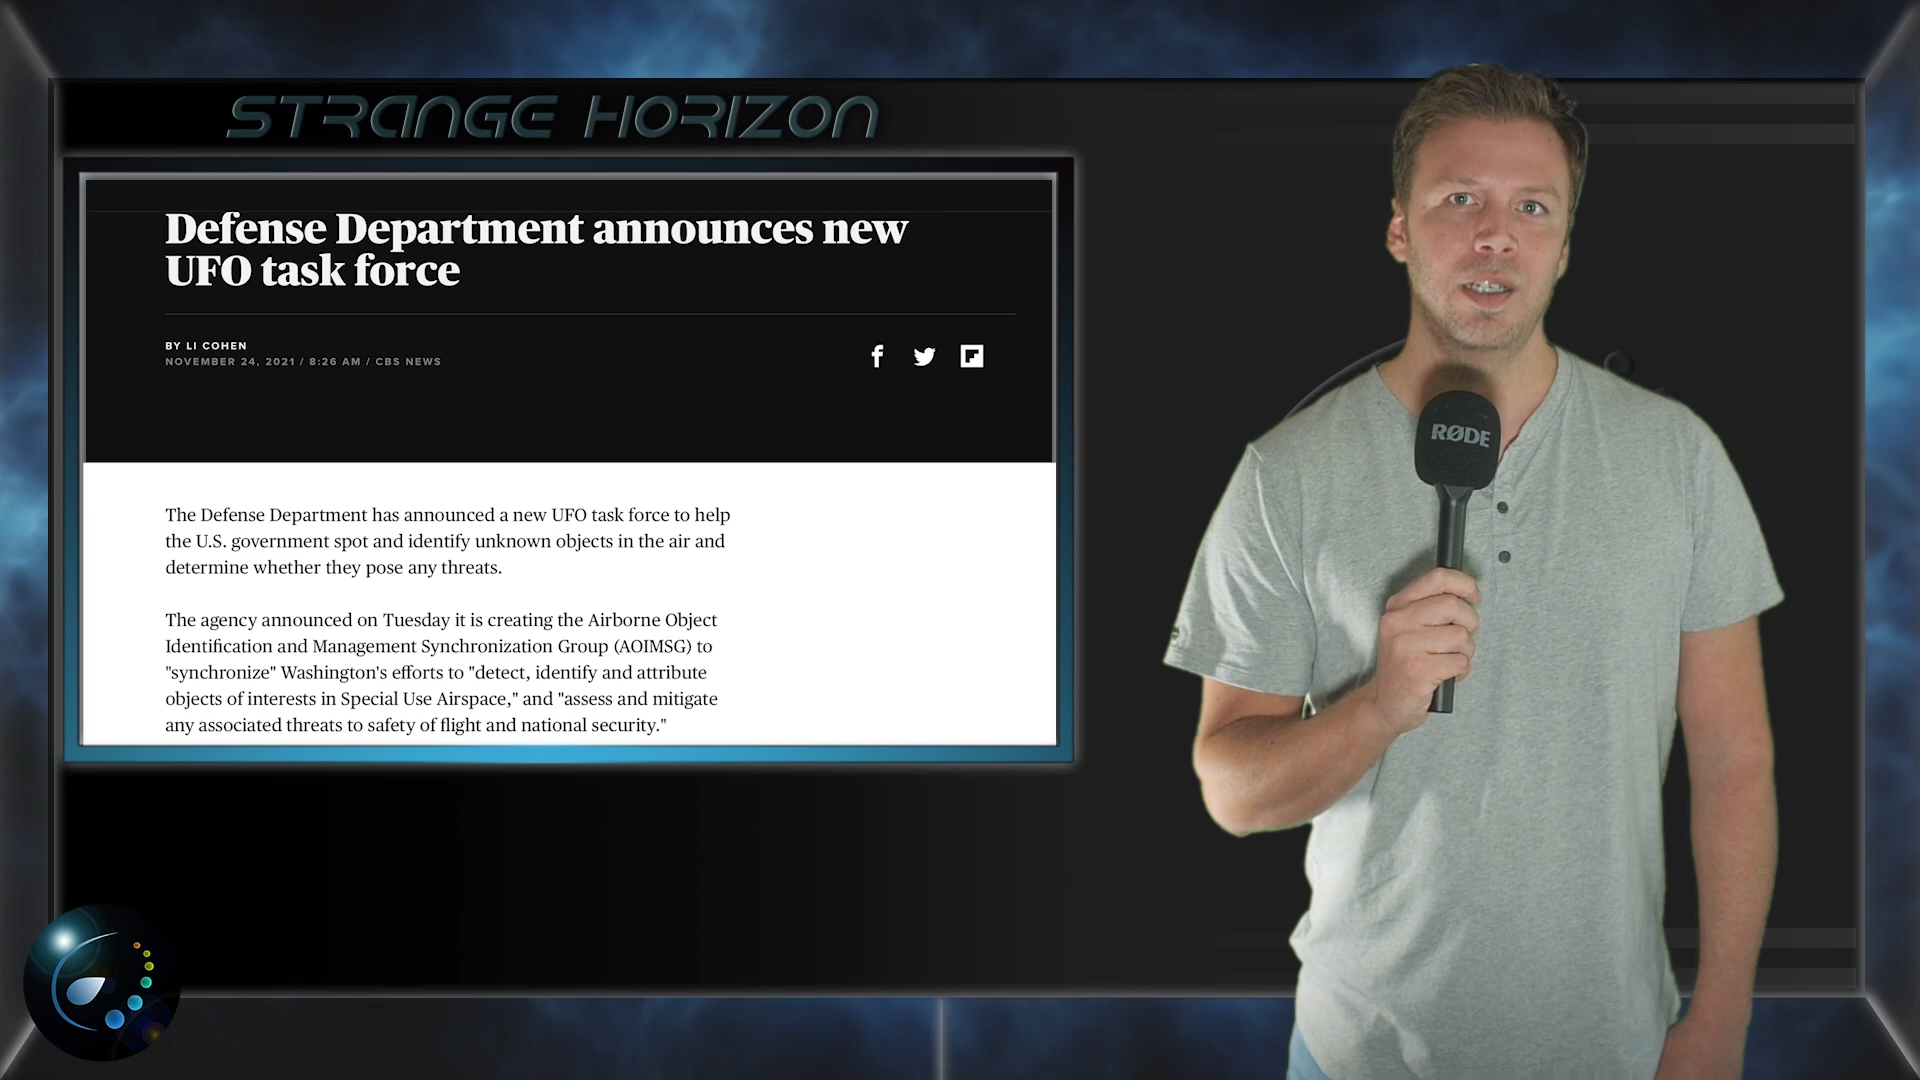 STRANGE HORIZON
Defense Department announces new
UFO task force
BY LI COHEN
NOVEMBER 24, 2021 / 8:26 AM / CBS NEWS
The Defense Department has announced a new UFO task force to help
the U.S. government spot and identify unknown objects in the air and
determine whether they pose any threats.
The agency announced on Tuesday it is creating the Airborne Object
Identification and Management Synchronization Group (AOIMSG) to
"synchronize" Washington's efforts to "detect, identify and attribute
objects of interests in Special Use Airspace," and "assess and mitigate
any associated threats to safety of flight and national security."
RØDE